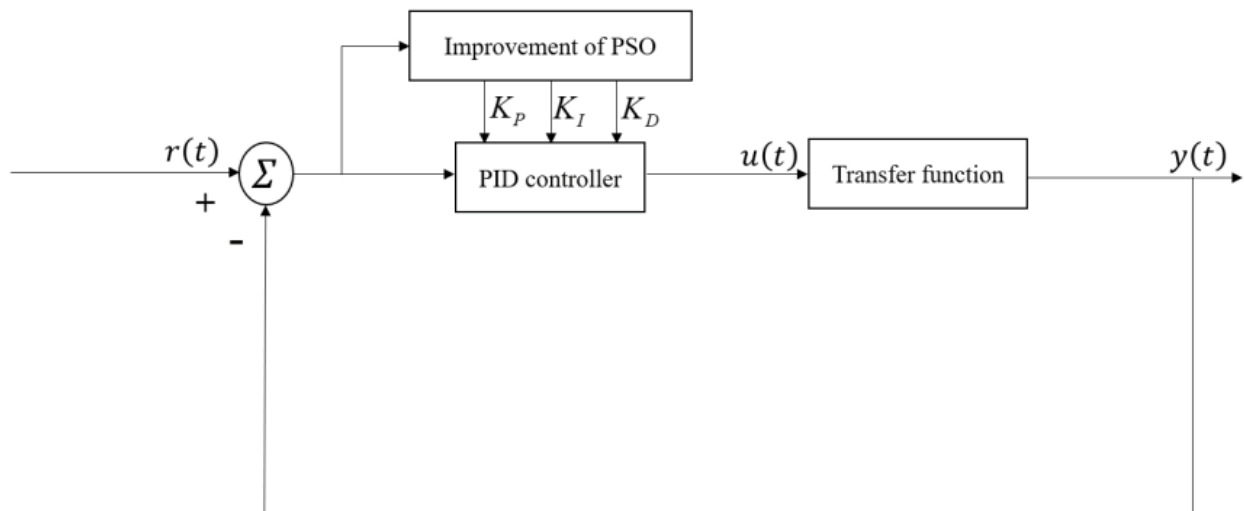 Improvement of PSO
K_P K_I K_D
r(t)
Σ
PID controller
u(t)
Transfer function
y(t)
+
-